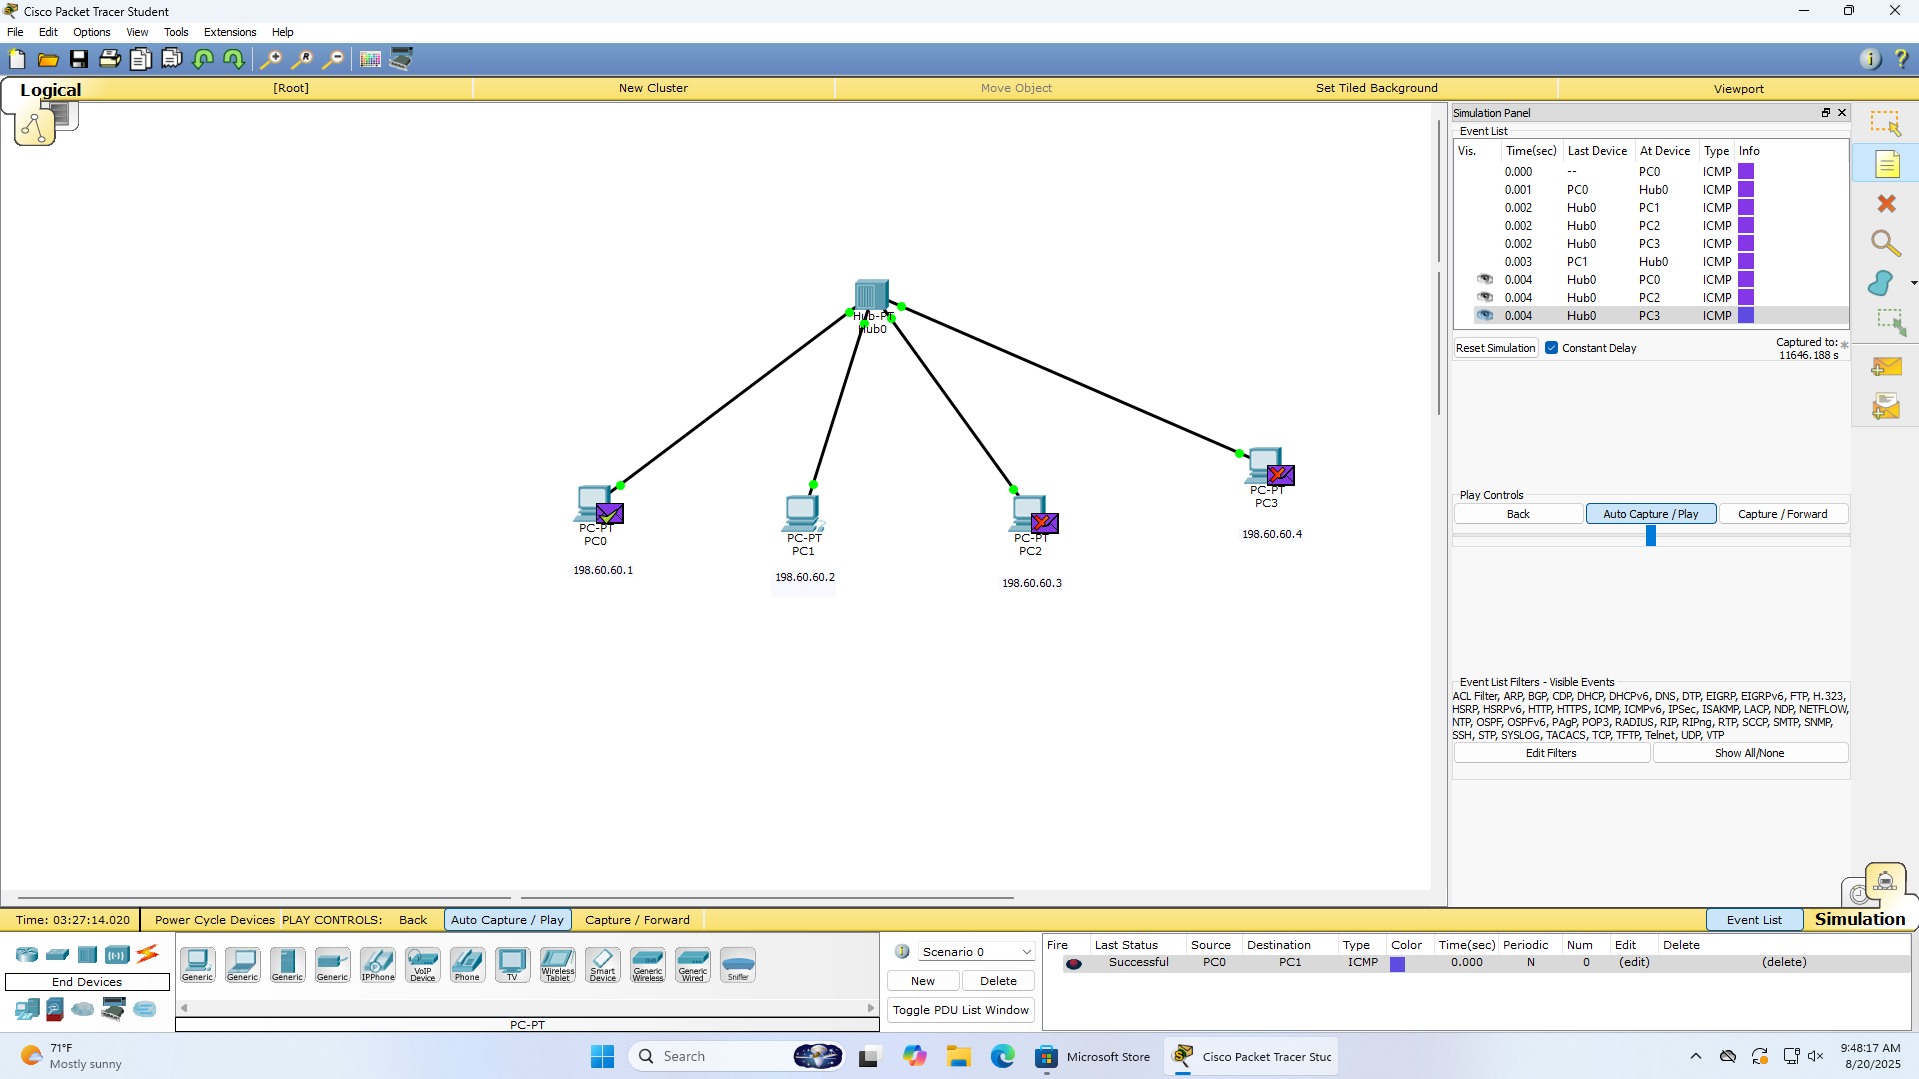 Cisco Packet Tracer Student
File Edit Options View Tools Extensions Help
Logical [Root] New Cluster Move Object Set Tiled Background Viewport
Simulation Panel
Event List
Vis. Time(sec) Last Device At Device Type Info
0.000 -- PC0 ICMP
0.001 PC0 Hub0 ICMP
0.002 Hub0 PC1 ICMP
0.002 Hub0 PC2 ICMP
0.002 Hub0 PC3 ICMP
0.003 PC1 Hub0 ICMP
0.004 Hub0 PC0 ICMP
0.004 Hub0 PC2 ICMP
0.004 Hub0 PC3 ICMP
Reset Simulation Constant Delay Captured to: *
11646.188 s
Hub-PT
Hub0
PC-PT
PC0
198.60.60.1
PC-PT
PC1
198.60.60.2
PC-PT
PC2
198.60.60.3
PC-PT
PC3
198.60.60.4
Play Controls
Back Auto Capture / Play Capture / Forward
Event List Filters - Visible Events
ACL Filter, ARP, BGP, CDP, DHCP, DHCPv6, DNS, DTP, EIGRP, EIGRPv6, FTP, H.323,
HSRP, HSRPv6, HTTP, HTTPS, ICMP, ICMPv6, IPSec, ISAKMP, LACP, NDP, NETFLOW,
NTP, OSPF, OSPFv6, PAgP, POP3, RADIUS, RIP, RIPng, RTP, SCCP, SMTP, SNMP,
SSH, STP, SYSLOG, TACACS, TCP, TFTP, Telnet, UDP, VTP
Edit Filters Show All/None
Time: 03:27:14.020 Power Cycle Devices PLAY CONTROLS: Back Auto Capture / Play Capture / Forward Event List Simulation
End Devices
Generic Generic Generic Generic IPPhone VoIP Device Phone TV Wireless Tablet Smart Device Generic Wireless Generic Wired Sniffer
PC-PT
Scenario 0
New Delete
Toggle PDU List Window
Fire Last Status Source Destination Type Color Time(sec) Periodic Num Edit Delete
Successful PC0 PC1 ICMP 0.000 N 0 (edit) (delete)
71°F
Mostly sunny
Search
Microsoft Store
Cisco Packet Tracer Stuc
9:48:17 AM
8/20/2025